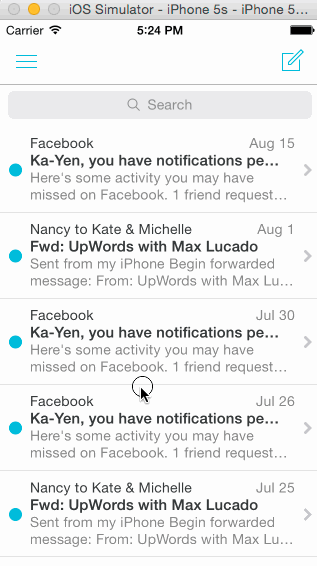 iOS Simulator - iPhone 5s - iPhone 5...
Carrier 5:24 PM
Search
Facebook Aug 15
Ka-Yen, you have notifications pe...
Here's some activity you may have
missed on Facebook. 1 friend request...
Nancy to Kate & Michelle Aug 1
Fwd: UpWords with Max Lucado
Sent from my iPhone Begin forwarded
message: From: UpWords with Max Lu...
Facebook Jul 30
Ka-Yen, you have notifications pe...
Here's some activity you may have
missed on Facebook. 1 friend request...
Facebook Jul 26
Ka-Yen, you have notifications pe...
Here's some activity you may have
missed on Facebook. 1 friend request...
Nancy to Kate & Michelle Jul 25
Fwd: UpWords with Max Lucado
Sent from my iPhone Begin forwarded
message: From: UpWords with Max Lu...